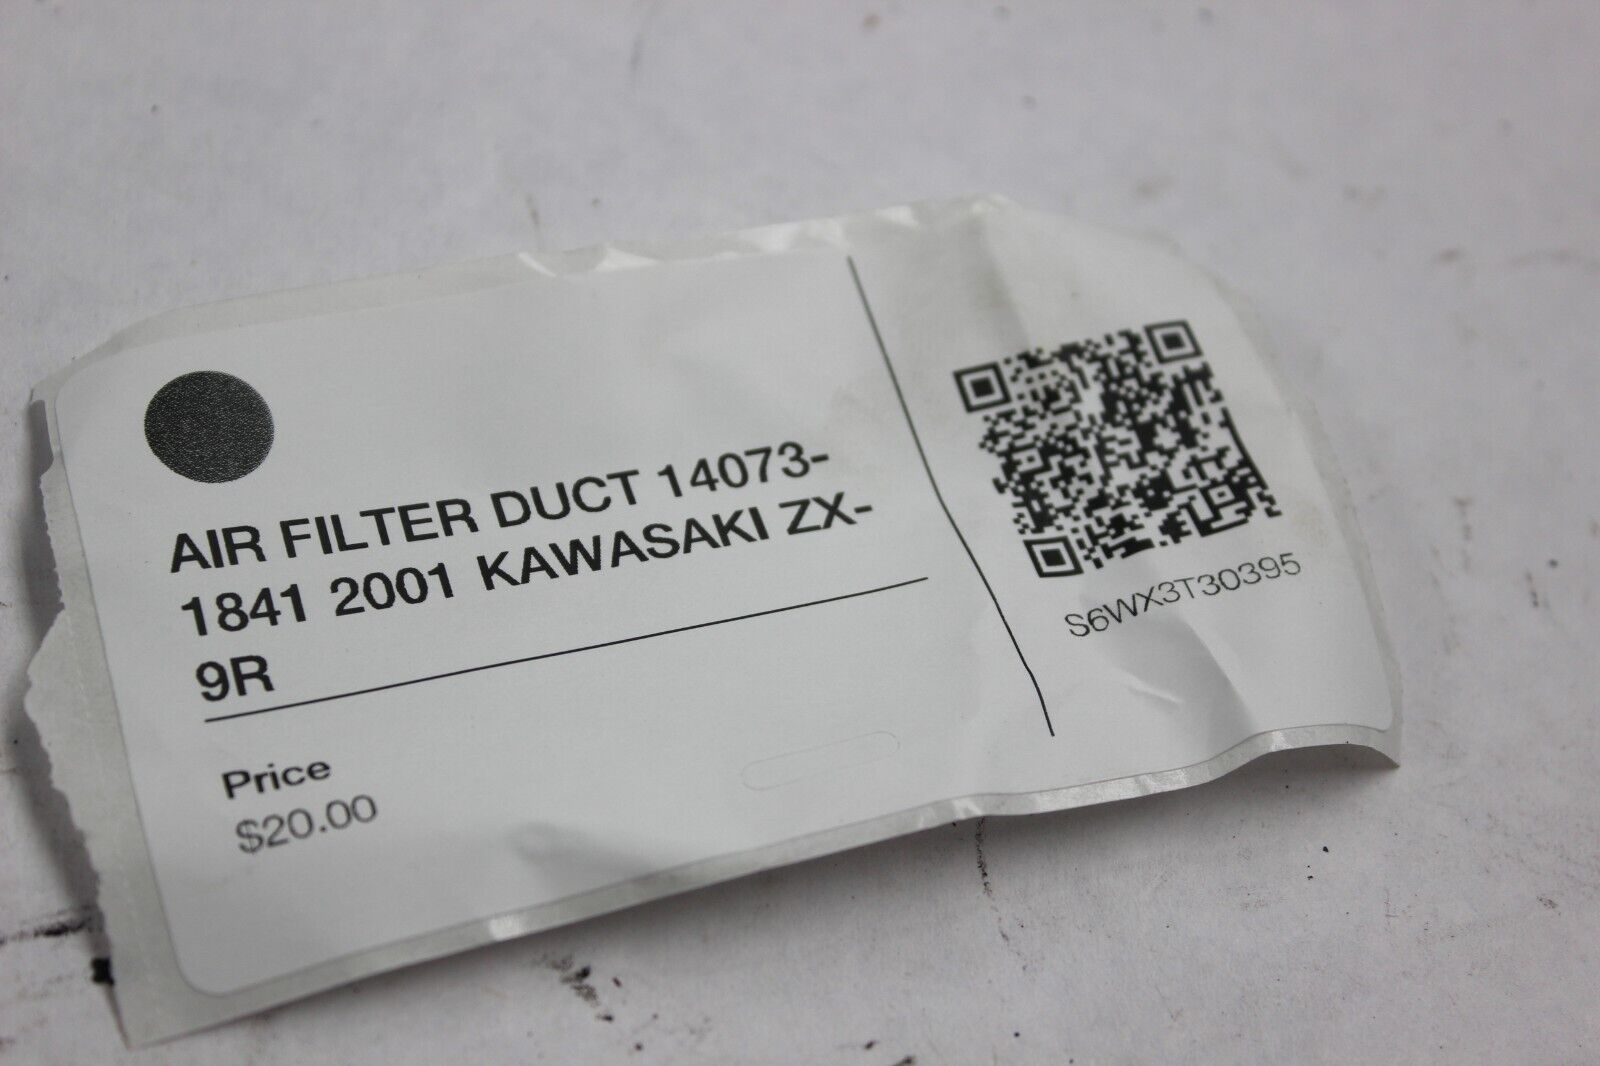 AIR FILTER DUCT 14073-
1841 2001 KAWASAKI ZX-
9R
Price
$20.00
S6WX3T30395